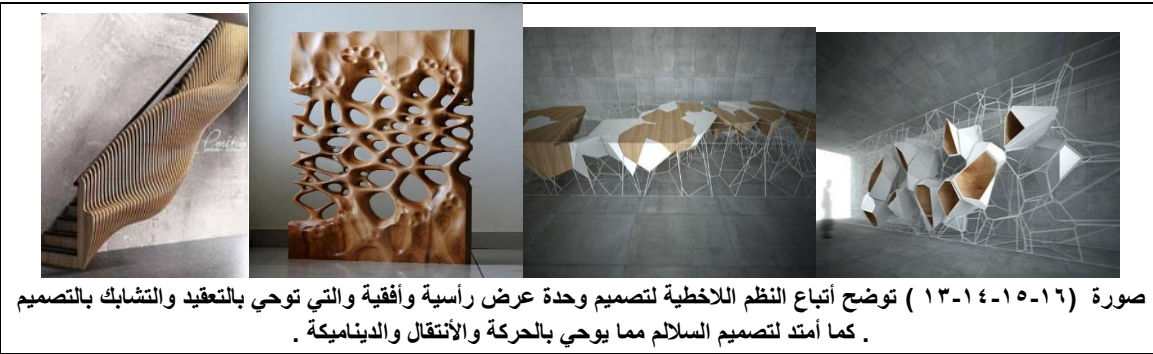 صورة (١٦-١٥-١٤-١٣ ) توضح أتباع النظم اللاخطية لتصميم وحدة عرض رأسية وأفقية والتي توحي بالتعقيد والتشابك بالتصميم
. كما أمتد لتصميم السلالم مما يوحي بالحركة والأنتقال والديناميكة .